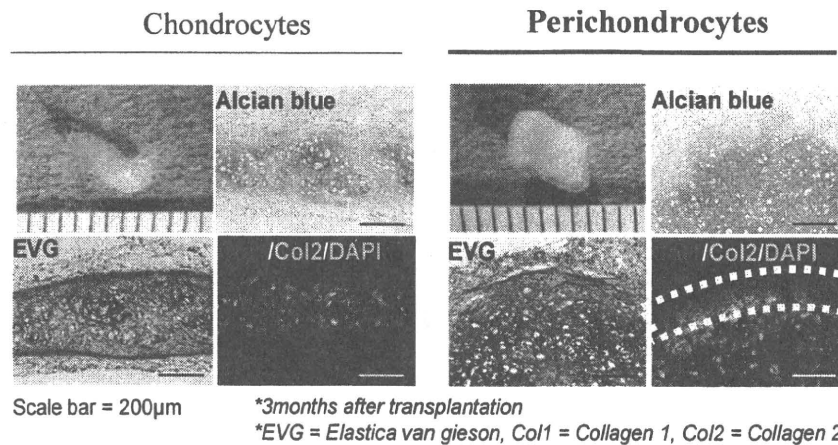 Chondrocytes
Perichondrocytes
Alcian blue
Alcian blue
EVG
/Col2/DAPI
EVG
/Col2/DAPI
Scale bar = 200µm
*3months after transplantation
*EVG = Elastica van gieson, Col1 = Collagen 1, Col2 = Collagen 2